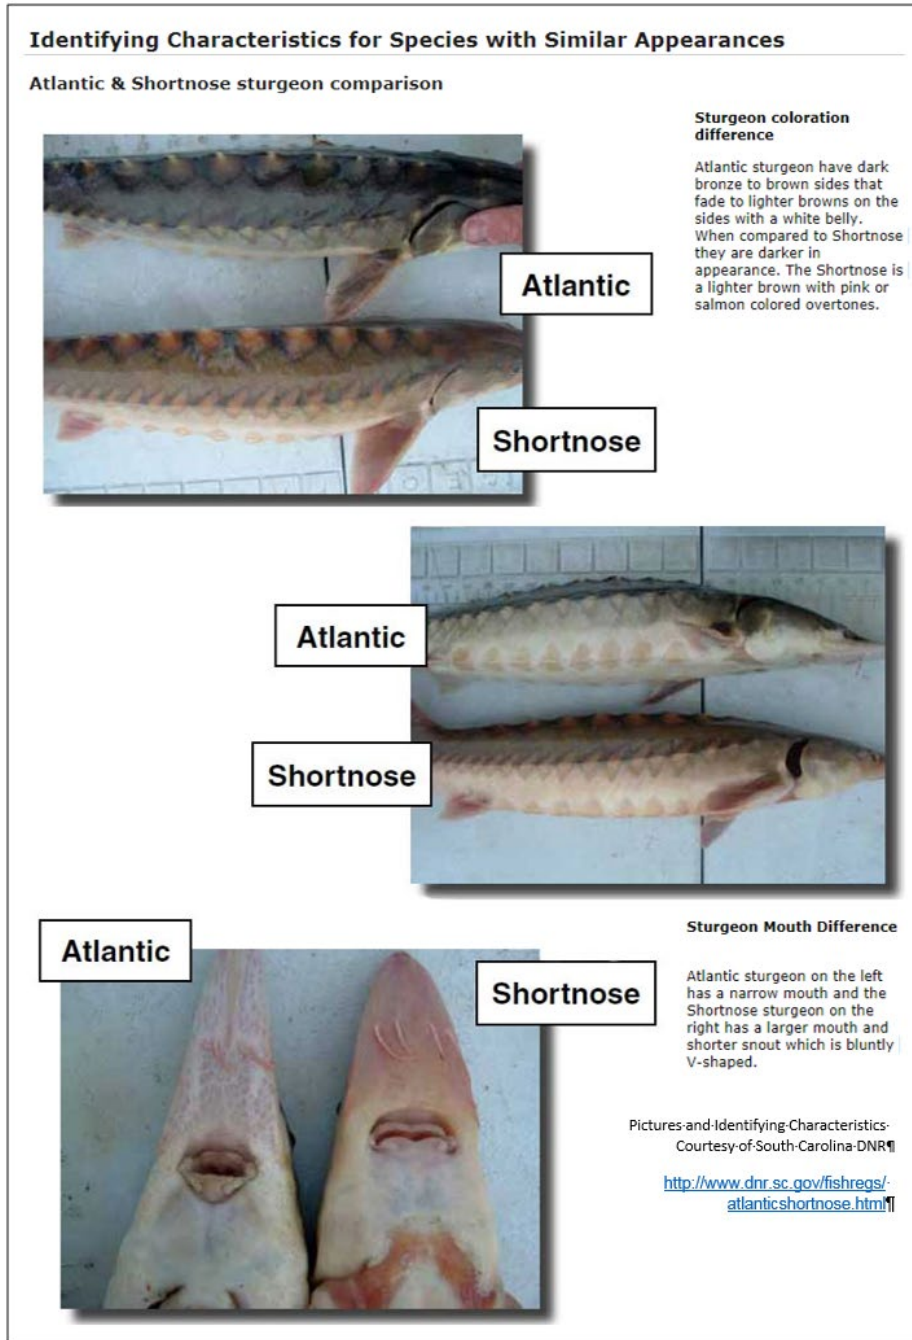 Identifying Characteristics for Species with Similar Appearances
Atlantic & Shortnose sturgeon comparison
Sturgeon coloration
difference
Atlantic sturgeon have dark
bronze to brown sides that
fade to lighter browns on the
sides with a white belly.
When compared to Shortnose
they are darker in
appearance. The Shortnose is
a lighter brown with pink or
salmon colored overtones.
Atlantic
Shortnose
Atlantic
Shortnose
Atlantic
Shortnose
Sturgeon Mouth Difference
Atlantic sturgeon on the left
has a narrow mouth and the
Shortnose sturgeon on the
right has a larger mouth and
shorter snout which is bluntly
V-shaped.
Pictures·and·Identifying·Characteristics·
Courtesy·of·South·Carolina·DNR¶
http://www.dnr.sc.gov/fishregs/·
atlanticshortnose.html¶